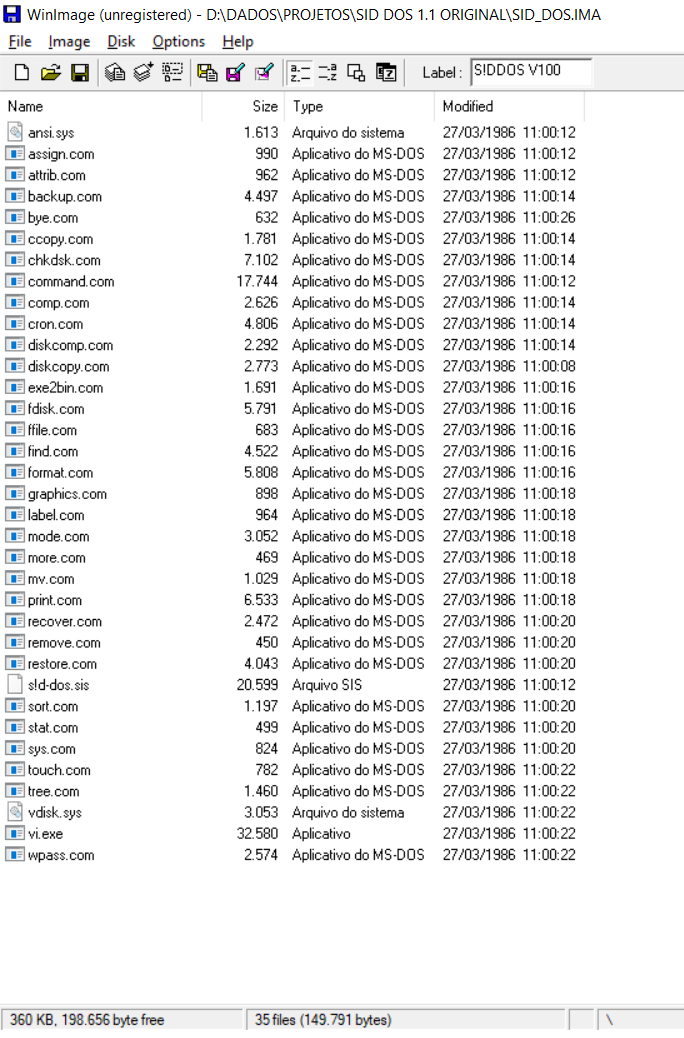 WinImage (unregistered) - D:\DADOS\PROJETOS\SID DOS 1.1 ORIGINAL\SID_DOS.IMA
File Image Disk Options Help
Label : S!DDOS V100
Name Size Type Modified
ansi.sys 1.613 Arquivo do sistema 27/03/1986 11:00:12
assign.com 990 Aplicativo do MS-DOS 27/03/1986 11:00:12
attrib.com 962 Aplicativo do MS-DOS 27/03/1986 11:00:12
backup.com 4.497 Aplicativo do MS-DOS 27/03/1986 11:00:14
bye.com 632 Aplicativo do MS-DOS 27/03/1986 11:00:26
ccopy.com 1.781 Aplicativo do MS-DOS 27/03/1986 11:00:14
chkdsk.com 7.102 Aplicativo do MS-DOS 27/03/1986 11:00:14
command.com 17.744 Aplicativo do MS-DOS 27/03/1986 11:00:12
comp.com 2.626 Aplicativo do MS-DOS 27/03/1986 11:00:14
cron.com 4.806 Aplicativo do MS-DOS 27/03/1986 11:00:14
diskcomp.com 2.292 Aplicativo do MS-DOS 27/03/1986 11:00:14
diskcopy.com 2.773 Aplicativo do MS-DOS 27/03/1986 11:00:08
exe2bin.com 1.691 Aplicativo do MS-DOS 27/03/1986 11:00:16
fdisk.com 5.791 Aplicativo do MS-DOS 27/03/1986 11:00:16
ffile.com 683 Aplicativo do MS-DOS 27/03/1986 11:00:16
find.com 4.522 Aplicativo do MS-DOS 27/03/1986 11:00:16
format.com 5.808 Aplicativo do MS-DOS 27/03/1986 11:00:16
graphics.com 898 Aplicativo do MS-DOS 27/03/1986 11:00:18
label.com 964 Aplicativo do MS-DOS 27/03/1986 11:00:18
mode.com 3.052 Aplicativo do MS-DOS 27/03/1986 11:00:18
more.com 469 Aplicativo do MS-DOS 27/03/1986 11:00:18
mv.com 1.029 Aplicativo do MS-DOS 27/03/1986 11:00:18
print.com 6.533 Aplicativo do MS-DOS 27/03/1986 11:00:18
recover.com 2.472 Aplicativo do MS-DOS 27/03/1986 11:00:20
remove.com 450 Aplicativo do MS-DOS 27/03/1986 11:00:20
restore.com 4.043 Aplicativo do MS-DOS 27/03/1986 11:00:20
s!d-dos.sis 20.599 Arquivo SIS 27/03/1986 11:00:12
sort.com 1.197 Aplicativo do MS-DOS 27/03/1986 11:00:20
stat.com 499 Aplicativo do MS-DOS 27/03/1986 11:00:20
sys.com 824 Aplicativo do MS-DOS 27/03/1986 11:00:20
touch.com 782 Aplicativo do MS-DOS 27/03/1986 11:00:22
tree.com 1.460 Aplicativo do MS-DOS 27/03/1986 11:00:22
vdisk.sys 3.053 Arquivo do sistema 27/03/1986 11:00:22
vi.exe 32.580 Aplicativo 27/03/1986 11:00:22
wpass.com 2.574 Aplicativo do MS-DOS 27/03/1986 11:00:22
360 KB, 198.656 byte free 35 files (149.791 bytes) \